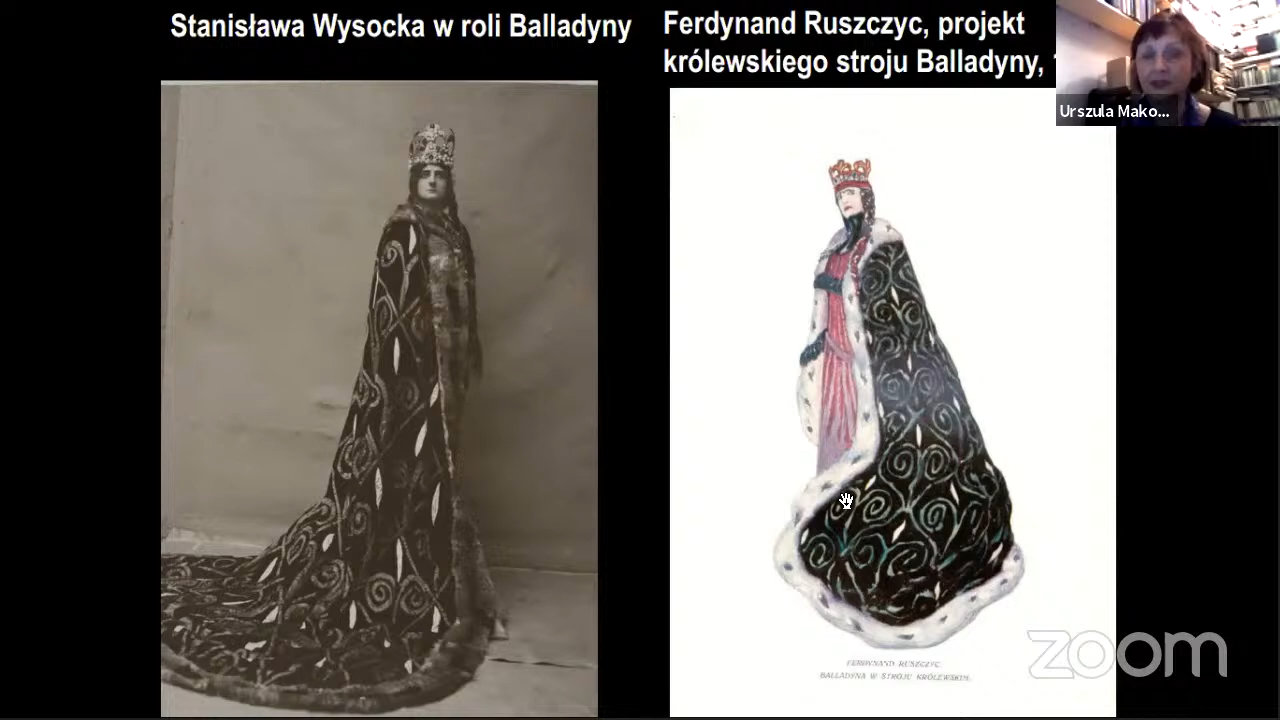 Stanisława Wysocka w roli Balladyny
Ferdynand Ruszczyc, projekt
królewskiego stroju Balladyny,
Urszula Mako...
FERDYNAND RUSZCZYC.
BALLADYNA W STROJU KRÓLEWSKIM.
zoom